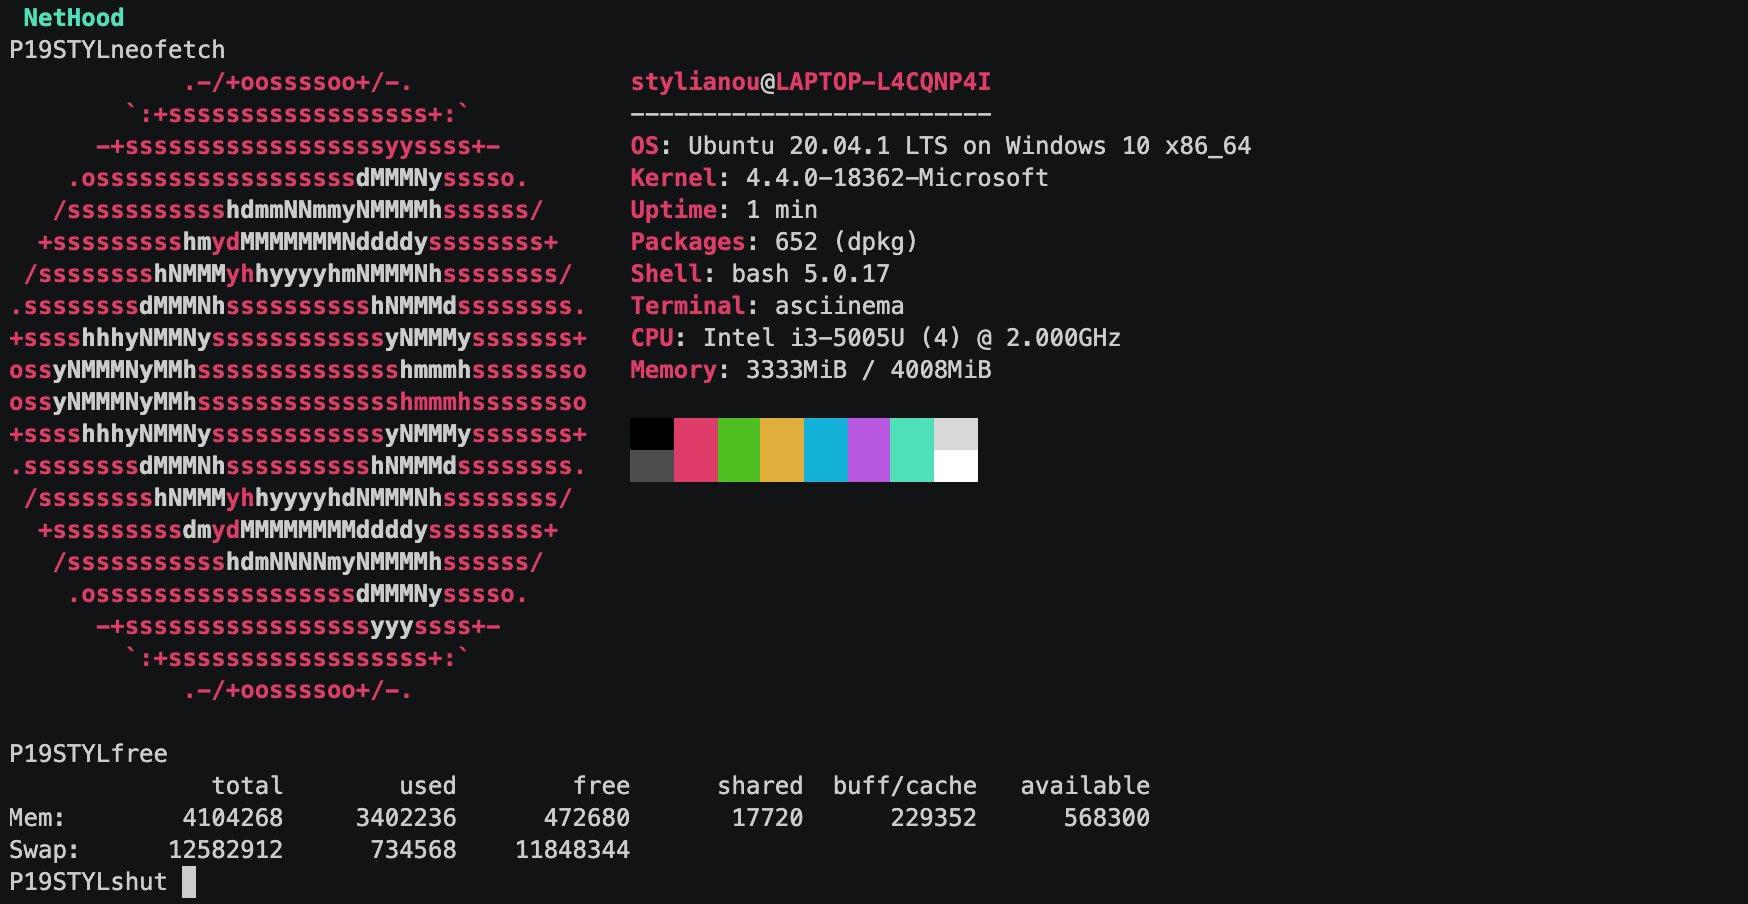 NetHood
P19STYLneofetch
            .-/+oossssoo+/-.               stylianou@LAPTOP-L4CQNP4I
        `:+ssssssssssssssssss+:`           -------------------------
      -+ssssssssssssssssssyyssss+-         OS: Ubuntu 20.04.1 LTS on Windows 10 x86_64
    .ossssssssssssssssssdMMMNysssso.       Kernel: 4.4.0-18362-Microsoft
   /ssssssssssshdmmNNmmyNMMMMhssssss/      Uptime: 1 min
  +ssssssssshmydMMMMMMMNddddyssssssss+     Packages: 652 (dpkg)
 /sssssssshNMMMyhhyyyyhmNMMMNhssssssss/    Shell: bash 5.0.17
.ssssssssdMMMNhsssssssssshNMMMdssssssss.   Terminal: asciinema
+sssshhhyNMMNyssssssssssssyNMMMysssssss+   CPU: Intel i3-5005U (4) @ 2.000GHz
ossyNMMMNyMMhsssssssssssssshmmmhssssssso   Memory: 3333MiB / 4008MiB
ossyNMMMNyMMhsssssssssssssshmmmhssssssso
+sssshhhyNMMNyssssssssssssyNMMMysssssss+
.ssssssssdMMMNhsssssssssshNMMMdssssssss.
 /sssssssshNMMMyhhyyyyhdNMMMNhssssssss/
  +sssssssssdmydMMMMMMMMddddyssssssss+
   /ssssssssssshdmNNNNmyNMMMMhssssss/
    .ossssssssssssssssssdMMMNysssso.
      -+sssssssssssssssssyyyssss+-
        `:+ssssssssssssssssss+:`
            .-/+oossssoo+/-.
P19STYLfree
              total        used        free      shared  buff/cache   available
Mem:        4104268     3402236      472680       17720      229352      568300
Swap:      12582912      734568    11848344
P19STYLshut